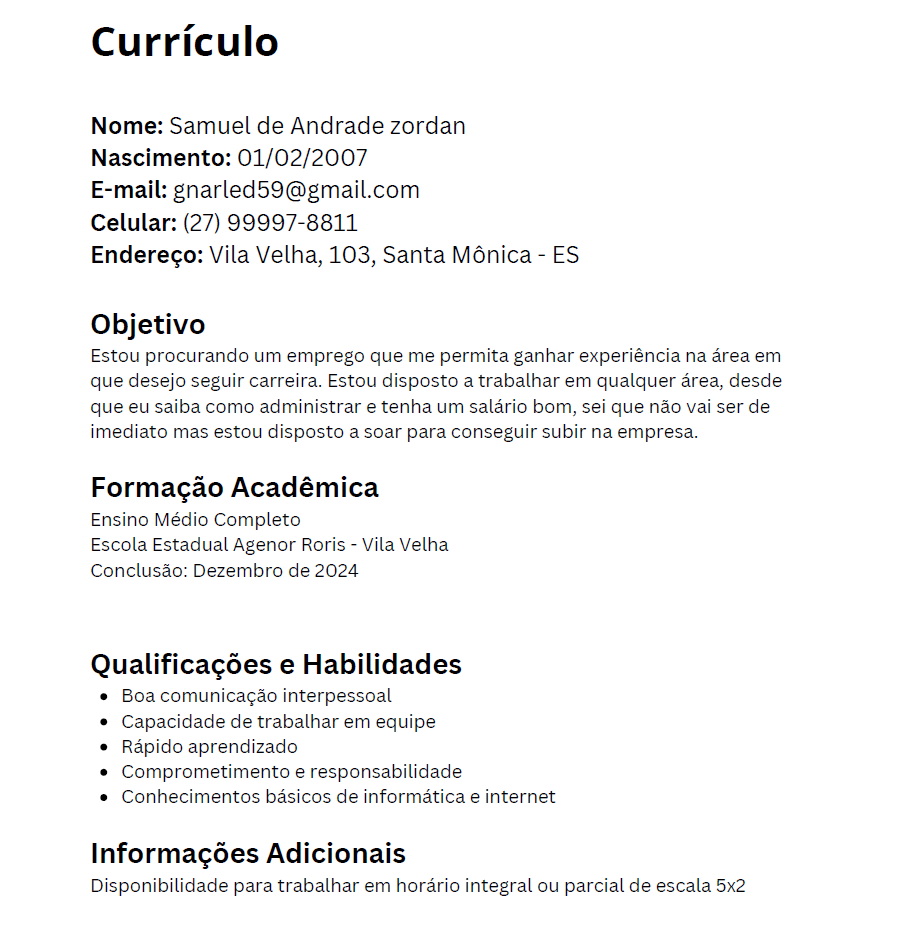 Currículo
Nome: Samuel de Andrade zordan
Nascimento: 01/02/2007
E-mail: gnarled59@gmail.com
Celular: (27) 99997-8811
Endereço: Vila Velha, 103, Santa Mônica - ES
Objetivo
Estou procurando um emprego que me permita ganhar experiência na área em
que desejo seguir carreira. Estou disposto a trabalhar em qualquer área, desde
que eu saiba como administrar e tenha um salário bom, sei que não vai ser de
imediato mas estou disposto a soar para conseguir subir na empresa.
Formação Acadêmica
Ensino Médio Completo
Escola Estadual Agenor Roris - Vila Velha
Conclusão: Dezembro de 2024
Qualificações e Habilidades
• Boa comunicação interpessoal
• Capacidade de trabalhar em equipe
• Rápido aprendizado
• Comprometimento e responsabilidade
• Conhecimentos básicos de informática e internet
Informações Adicionais
Disponibilidade para trabalhar em horário integral ou parcial de escala 5x2